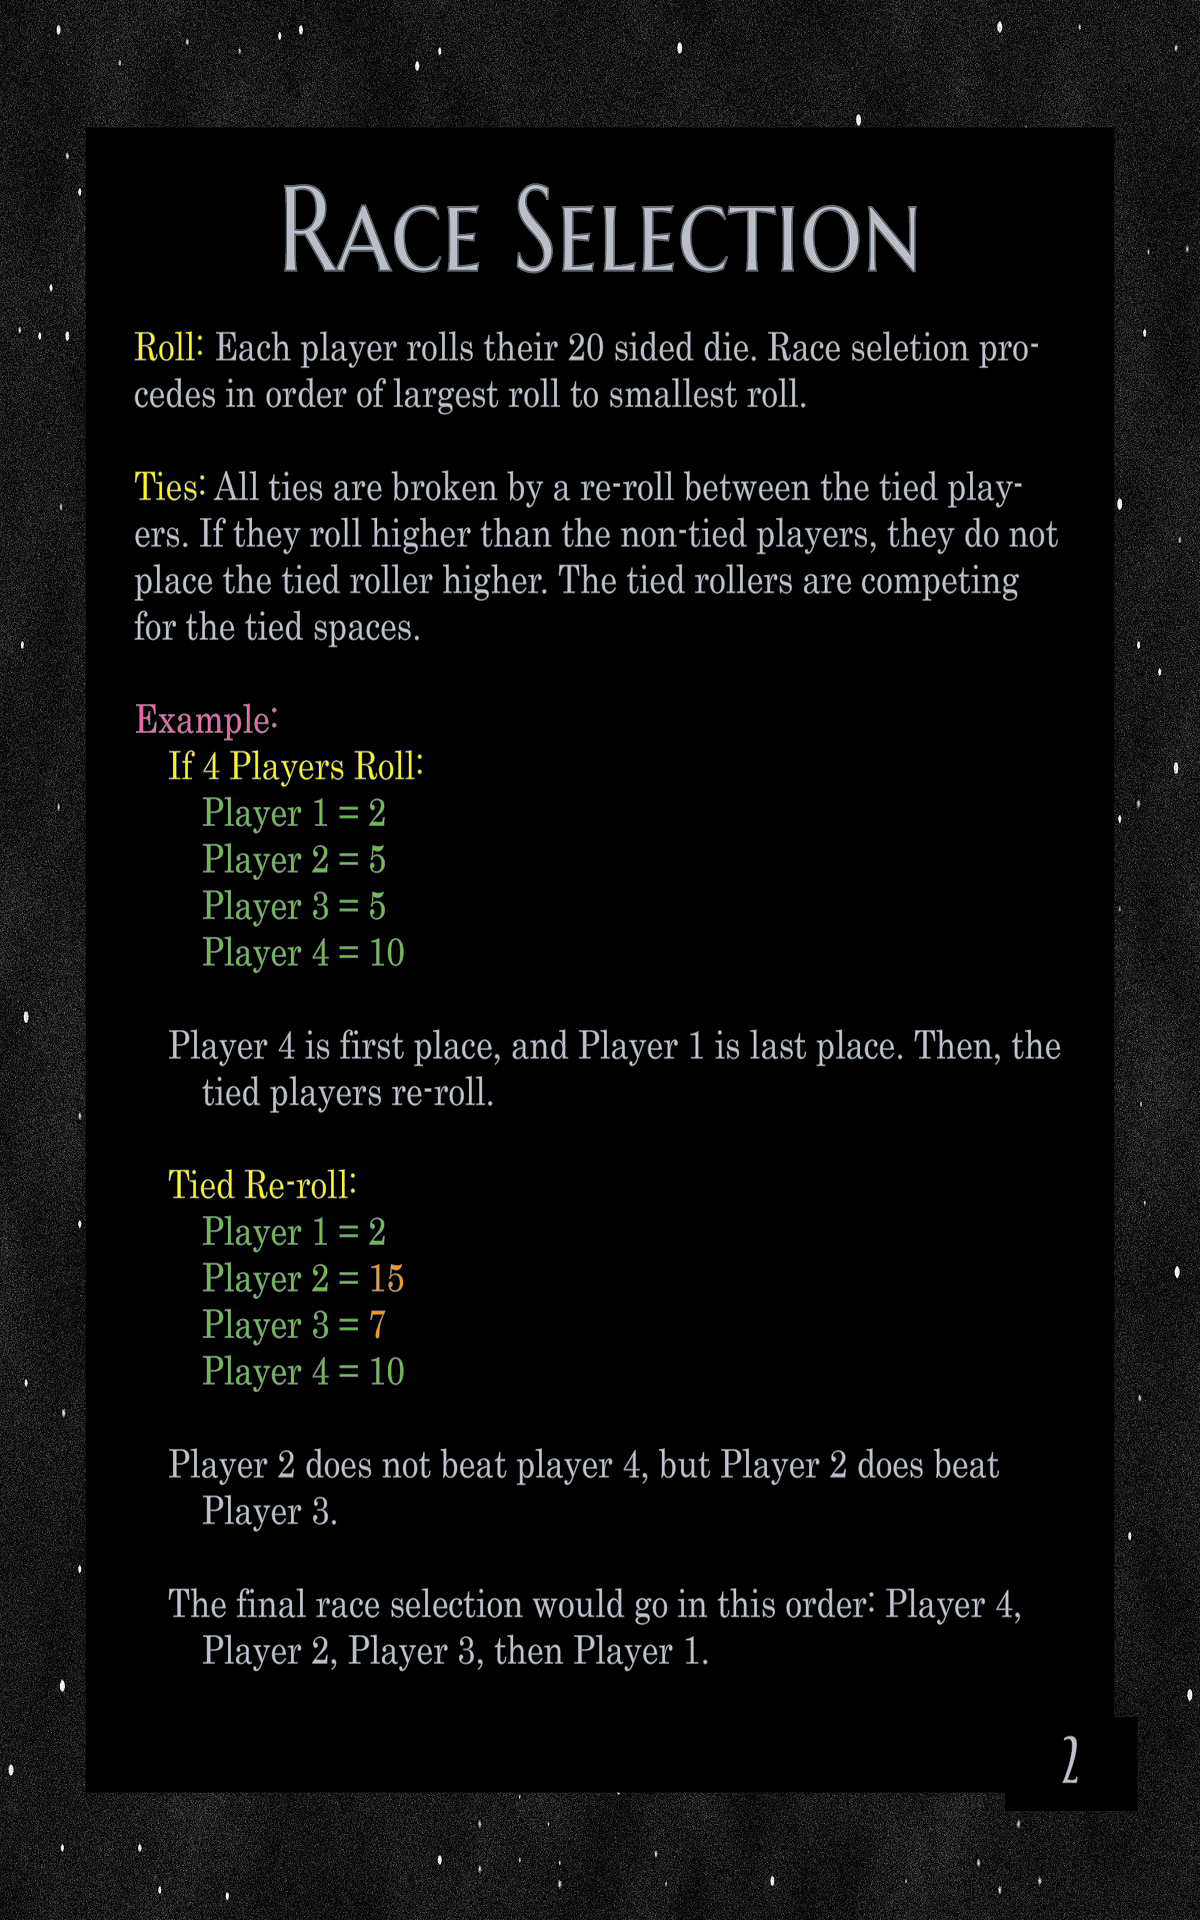 Race Selection
Roll: Each player rolls their 20 sided die. Race seletion pro-
cedes in order of largest roll to smallest roll.
Ties: All ties are broken by a re-roll between the tied play-
ers. If they roll higher than the non-tied players, they do not
place the tied roller higher. The tied rollers are competing
for the tied spaces.
Example:
If 4 Players Roll:
Player 1 = 2
Player 2 = 5
Player 3 = 5
Player 4 = 10
Player 4 is first place, and Player 1 is last place. Then, the
tied players re-roll.
Tied Re-roll:
Player 1 = 2
Player 2 = 15
Player 3 = 7
Player 4 = 10
Player 2 does not beat player 4, but Player 2 does beat
Player 3.
The final race selection would go in this order: Player 4,
Player 2, Player 3, then Player 1.
2